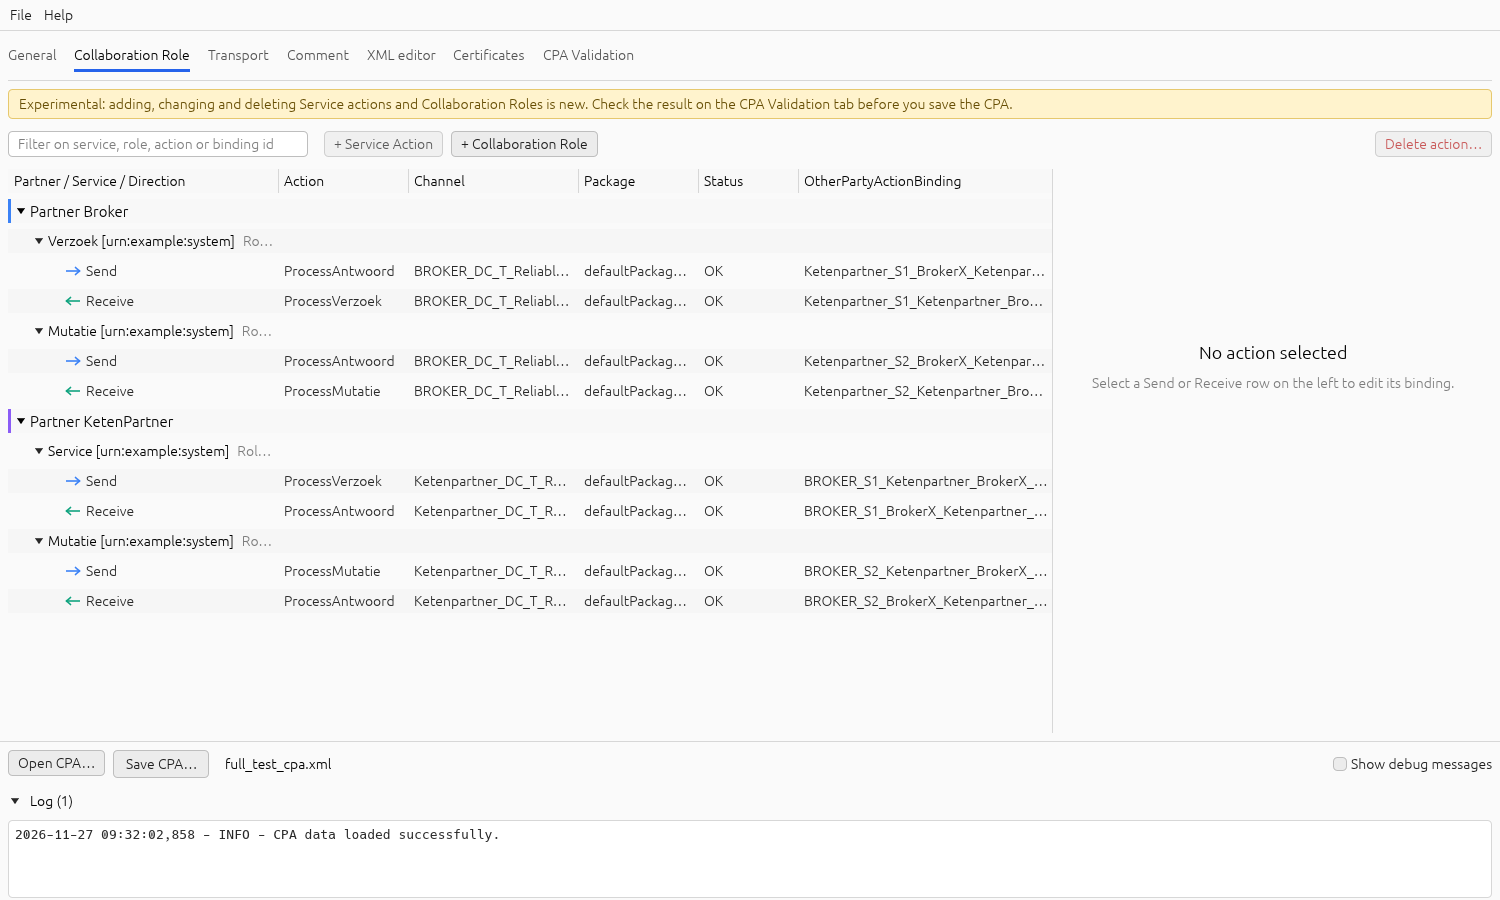 File Help
General Collaboration Role Transport Comment XML editor Certificates CPA Validation
Experimental: adding, changing and deleting Service actions and Collaboration Roles is new. Check the result on the CPA Validation tab before you save the CPA.
Filter on service, role, action or binding id + Service Action + Collaboration Role Delete action...
Partner / Service / Direction Action Channel Package Status OtherPartyActionBinding
Partner Broker
Verzoek [urn:example:system] Ro...
Send ProcessAntwoord BROKER_DC_T_Reliabl... defaultPackag... OK Ketenpartner_S1_BrokerX_Ketenpar...
Receive ProcessVerzoek BROKER_DC_T_Reliabl... defaultPackag... OK Ketenpartner_S1_Ketenpartner_Bro...
Mutatie [urn:example:system] Ro...
Send ProcessAntwoord BROKER_DC_T_Reliabl... defaultPackag... OK Ketenpartner_S2_BrokerX_Ketenpar...
Receive ProcessMutatie BROKER_DC_T_Reliabl... defaultPackag... OK Ketenpartner_S2_Ketenpartner_Bro...
Partner KetenPartner
Service [urn:example:system] Rol...
Send ProcessVerzoek Ketenpartner_DC_T_R... defaultPackag... OK BROKER_S1_Ketenpartner_BrokerX_...
Receive ProcessAntwoord Ketenpartner_DC_T_R... defaultPackag... OK BROKER_S1_BrokerX_Ketenpartner_...
Mutatie [urn:example:system] Ro...
Send ProcessMutatie Ketenpartner_DC_T_R... defaultPackag... OK BROKER_S2_Ketenpartner_BrokerX_...
Receive ProcessAntwoord Ketenpartner_DC_T_R... defaultPackag... OK BROKER_S2_BrokerX_Ketenpartner_...
No action selected
Select a Send or Receive row on the left to edit its binding.
Open CPA... Save CPA... full_test_cpa.xml Show debug messages
Log (1)
2026-11-27 09:32:02,858 - INFO - CPA data loaded successfully.